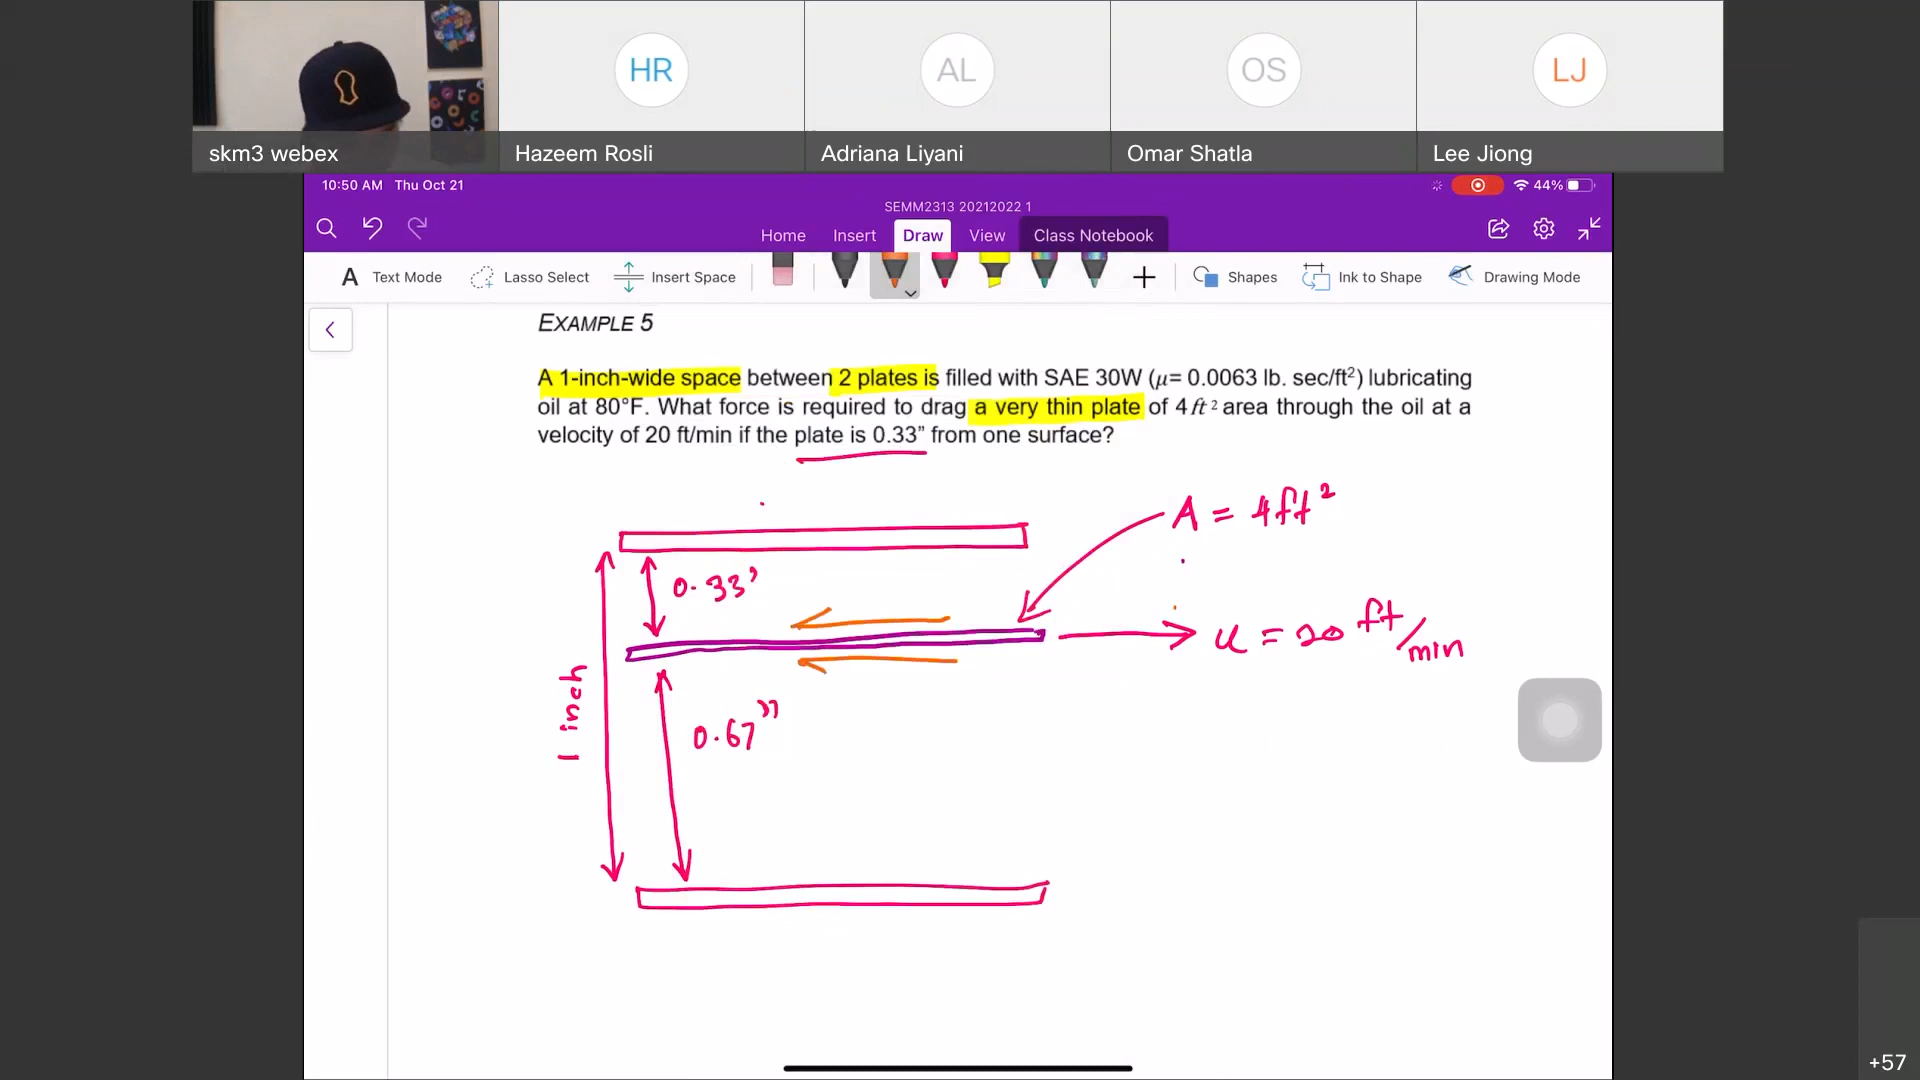 HR
AL
OS
LJ
skm3 webex
Hazeem Rosli
Adriana Liyani
Omar Shatla
Lee Jiong
10:50 AM Thu Oct 21
44%
SEMM2313 20212022 1
Home Insert Draw View Class Notebook
A Text Mode Lasso Select Insert Space Shapes Ink to Shape Drawing Mode
EXAMPLE 5
A 1-inch-wide space between 2 plates is filled with SAE 30W (μ= 0.0063 lb. sec/ft²) lubricating
oil at 80°F. What force is required to drag a very thin plate of 4 ft² area through the oil at a
velocity of 20 ft/min if the plate is 0.33” from one surface?
A = 4ft²
0.33’
u = 20 ft/min
1 inch
0.67”
+57